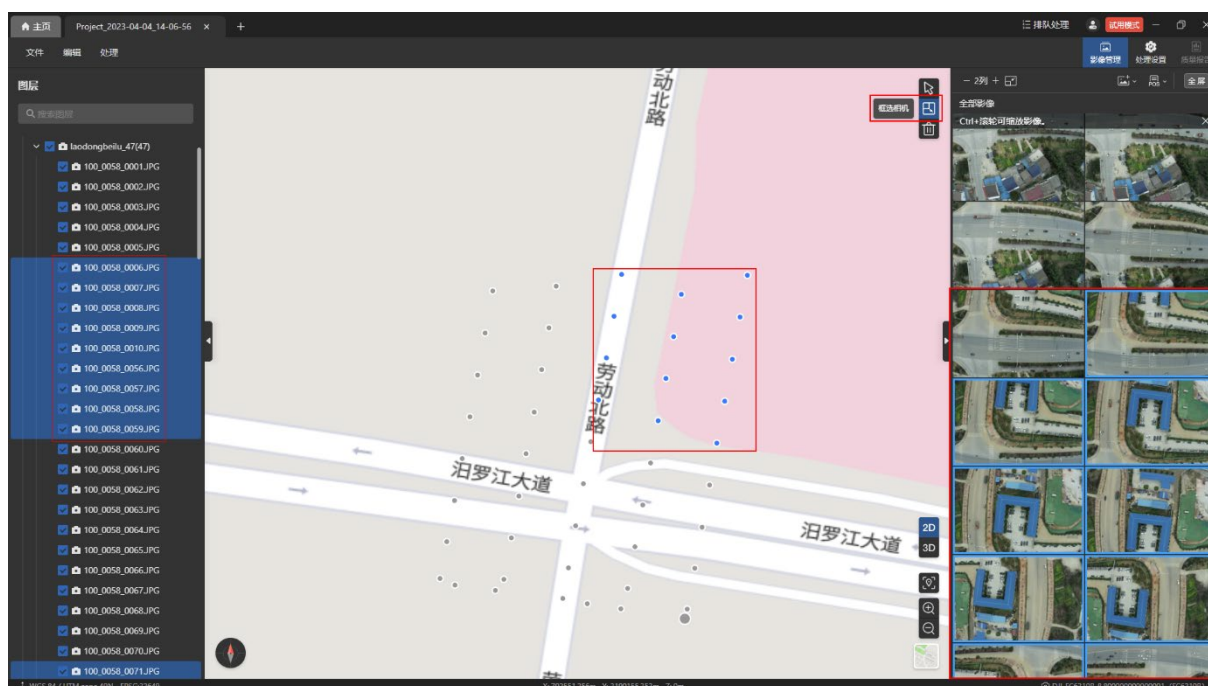 主页
Project_2023-04-04_14-06-56
排队处理
试用模式
文件 编辑 处理
影像管理 处理设置 质量报告
图层
搜索图层
laodongbeilu_47(47)
100_0058_0001.JPG
100_0058_0002.JPG
100_0058_0003.JPG
100_0058_0004.JPG
100_0058_0005.JPG
100_0058_0006.JPG
100_0058_0007.JPG
100_0058_0008.JPG
100_0058_0009.JPG
100_0058_0010.JPG
100_0058_0056.JPG
100_0058_0057.JPG
100_0058_0058.JPG
100_0058_0059.JPG
100_0058_0060.JPG
100_0058_0061.JPG
100_0058_0062.JPG
100_0058_0063.JPG
100_0058_0064.JPG
100_0058_0065.JPG
100_0058_0066.JPG
100_0058_0067.JPG
100_0058_0068.JPG
100_0058_0069.JPG
100_0058_0070.JPG
100_0058_0071.JPG
劳动北路
劳动北路
汨罗江大道
汨罗江大道
框选相机
2D
3D
2列
POS
全屏
全部影像
Ctrl+滚轮可缩放影像。